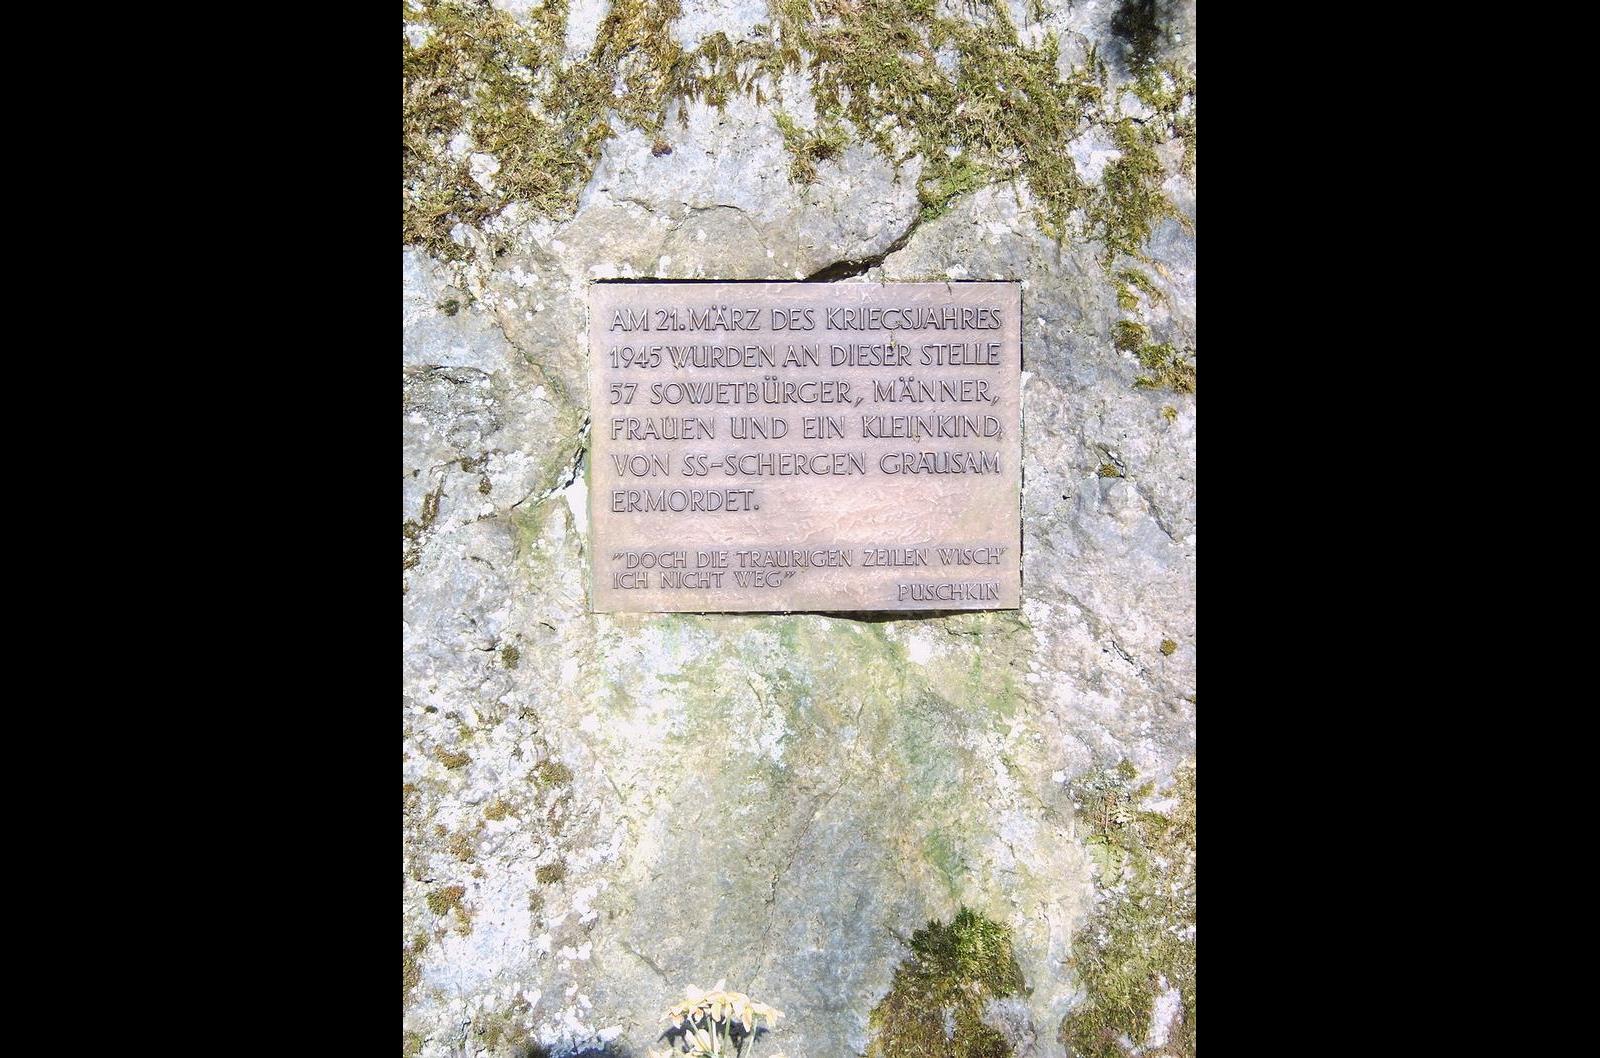 AM 21. MÄRZ DES KRIEGSJAHRES
1945 WURDEN AN DIESER STELLE
57 SOWJETBÜRGER, MÄNNER,
FRAUEN UND EIN KLEINKIND,
VON SS-SCHERGEN GRAUSAM
ERMORDET.
"DOCH DIE TRAURIGEN ZEILEN WISCH'
ICH NICHT WEG"
PUSCHKIN